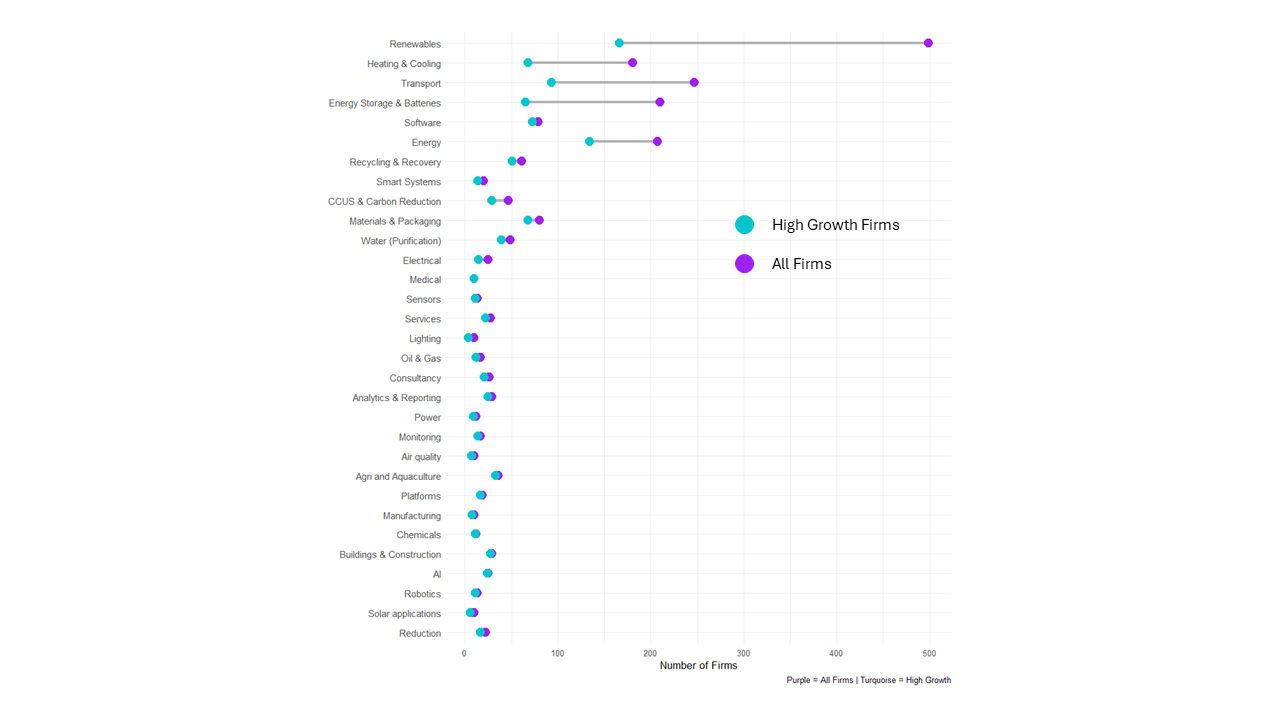 Renewables
Heating & Cooling
Transport
Energy Storage & Batteries
Software
Energy
Recycling & Recovery
Smart Systems
CCUS & Carbon Reduction
Materials & Packaging
Water (Purification)
Electrical
Medical
Sensors
Services
Lighting
Oil & Gas
Consultancy
Analytics & Reporting
Power
Monitoring
Air quality
Agri and Aquaculture
Platforms
Manufacturing
Chemicals
Buildings & Construction
AI
Robotics
Solar applications
Reduction
High Growth Firms
All Firms
0 100 200 300 400 500
Number of Firms
Purple = All Firms | Turquoise = High Growth